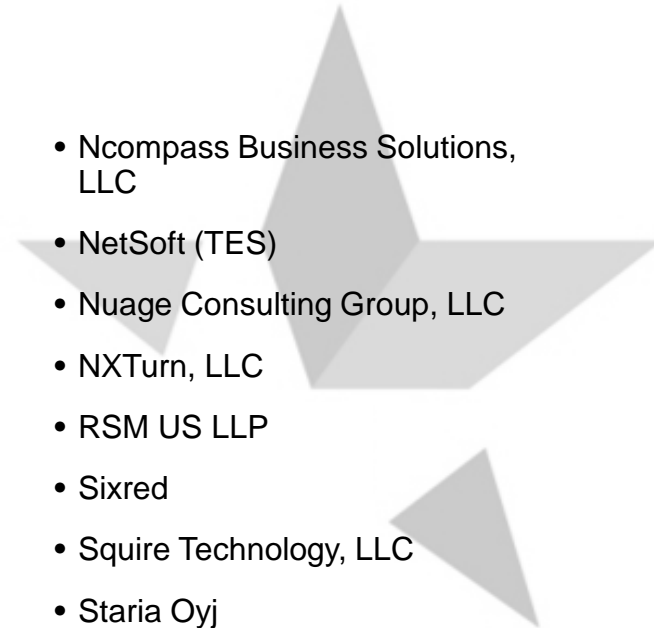 • Ncompass Business Solutions,
LLC
• NetSoft (TES)
• Nuage Consulting Group, LLC
• NXTurn, LLC
• RSM US LLP
• Sixred
• Squire Technology, LLC
• Staria Oyj